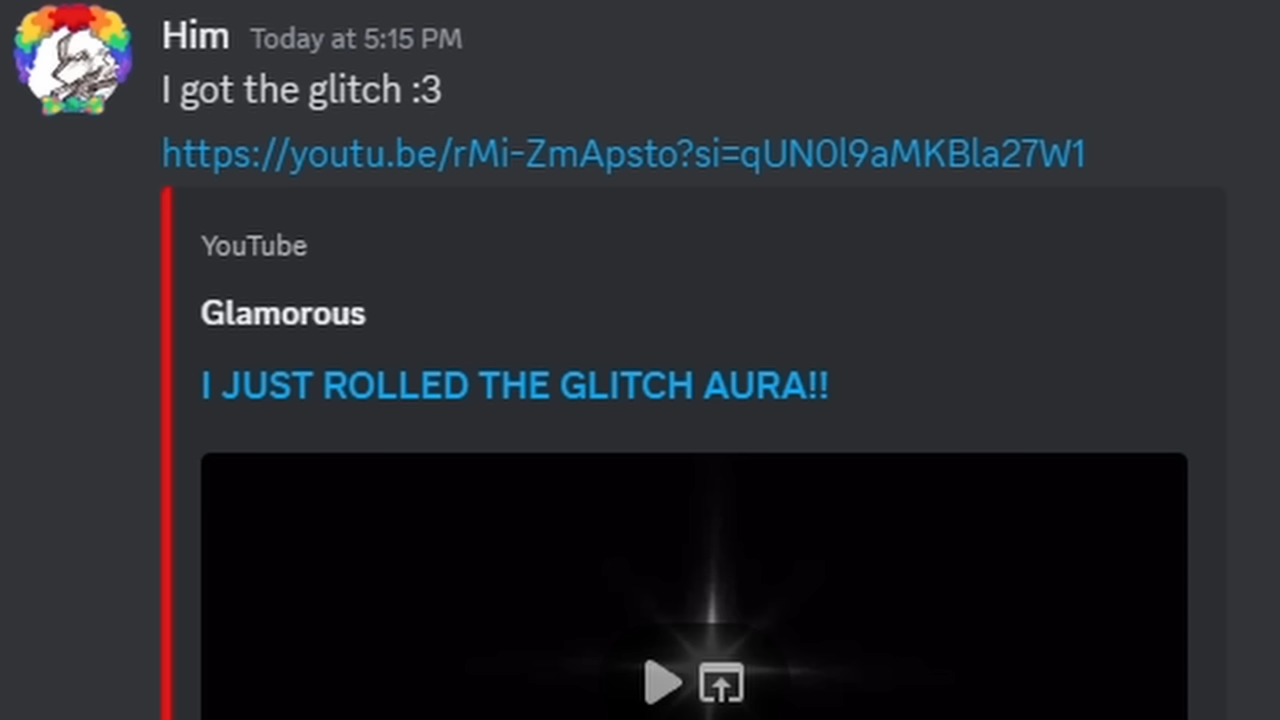 Him Today at 5:15 PM
I got the glitch :3
https://youtu.be/rMi-ZmApsto?si=qUN0l9aMKBla27W1
YouTube
Glamorous
I JUST ROLLED THE GLITCH AURA!!